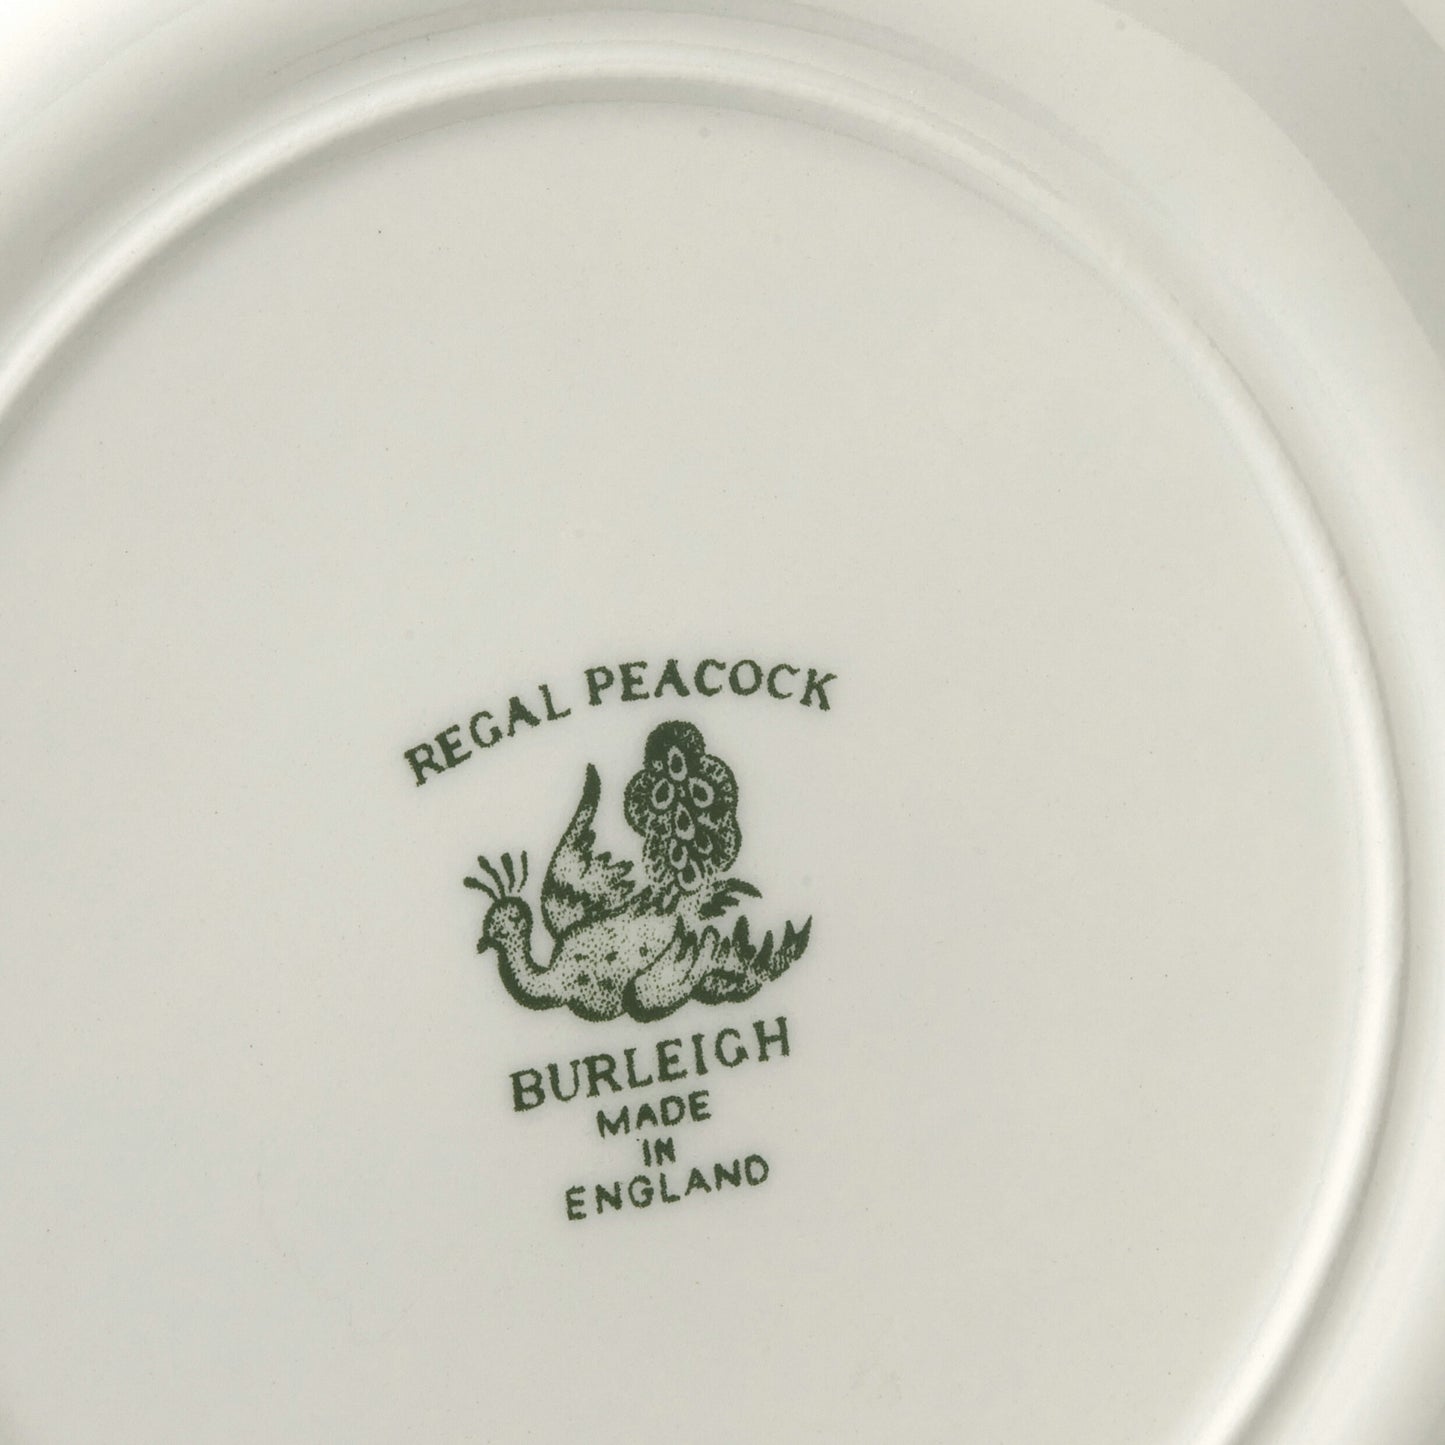 REGAL PEACOCK
BURLEIGH
MADE
IN
ENGLAND